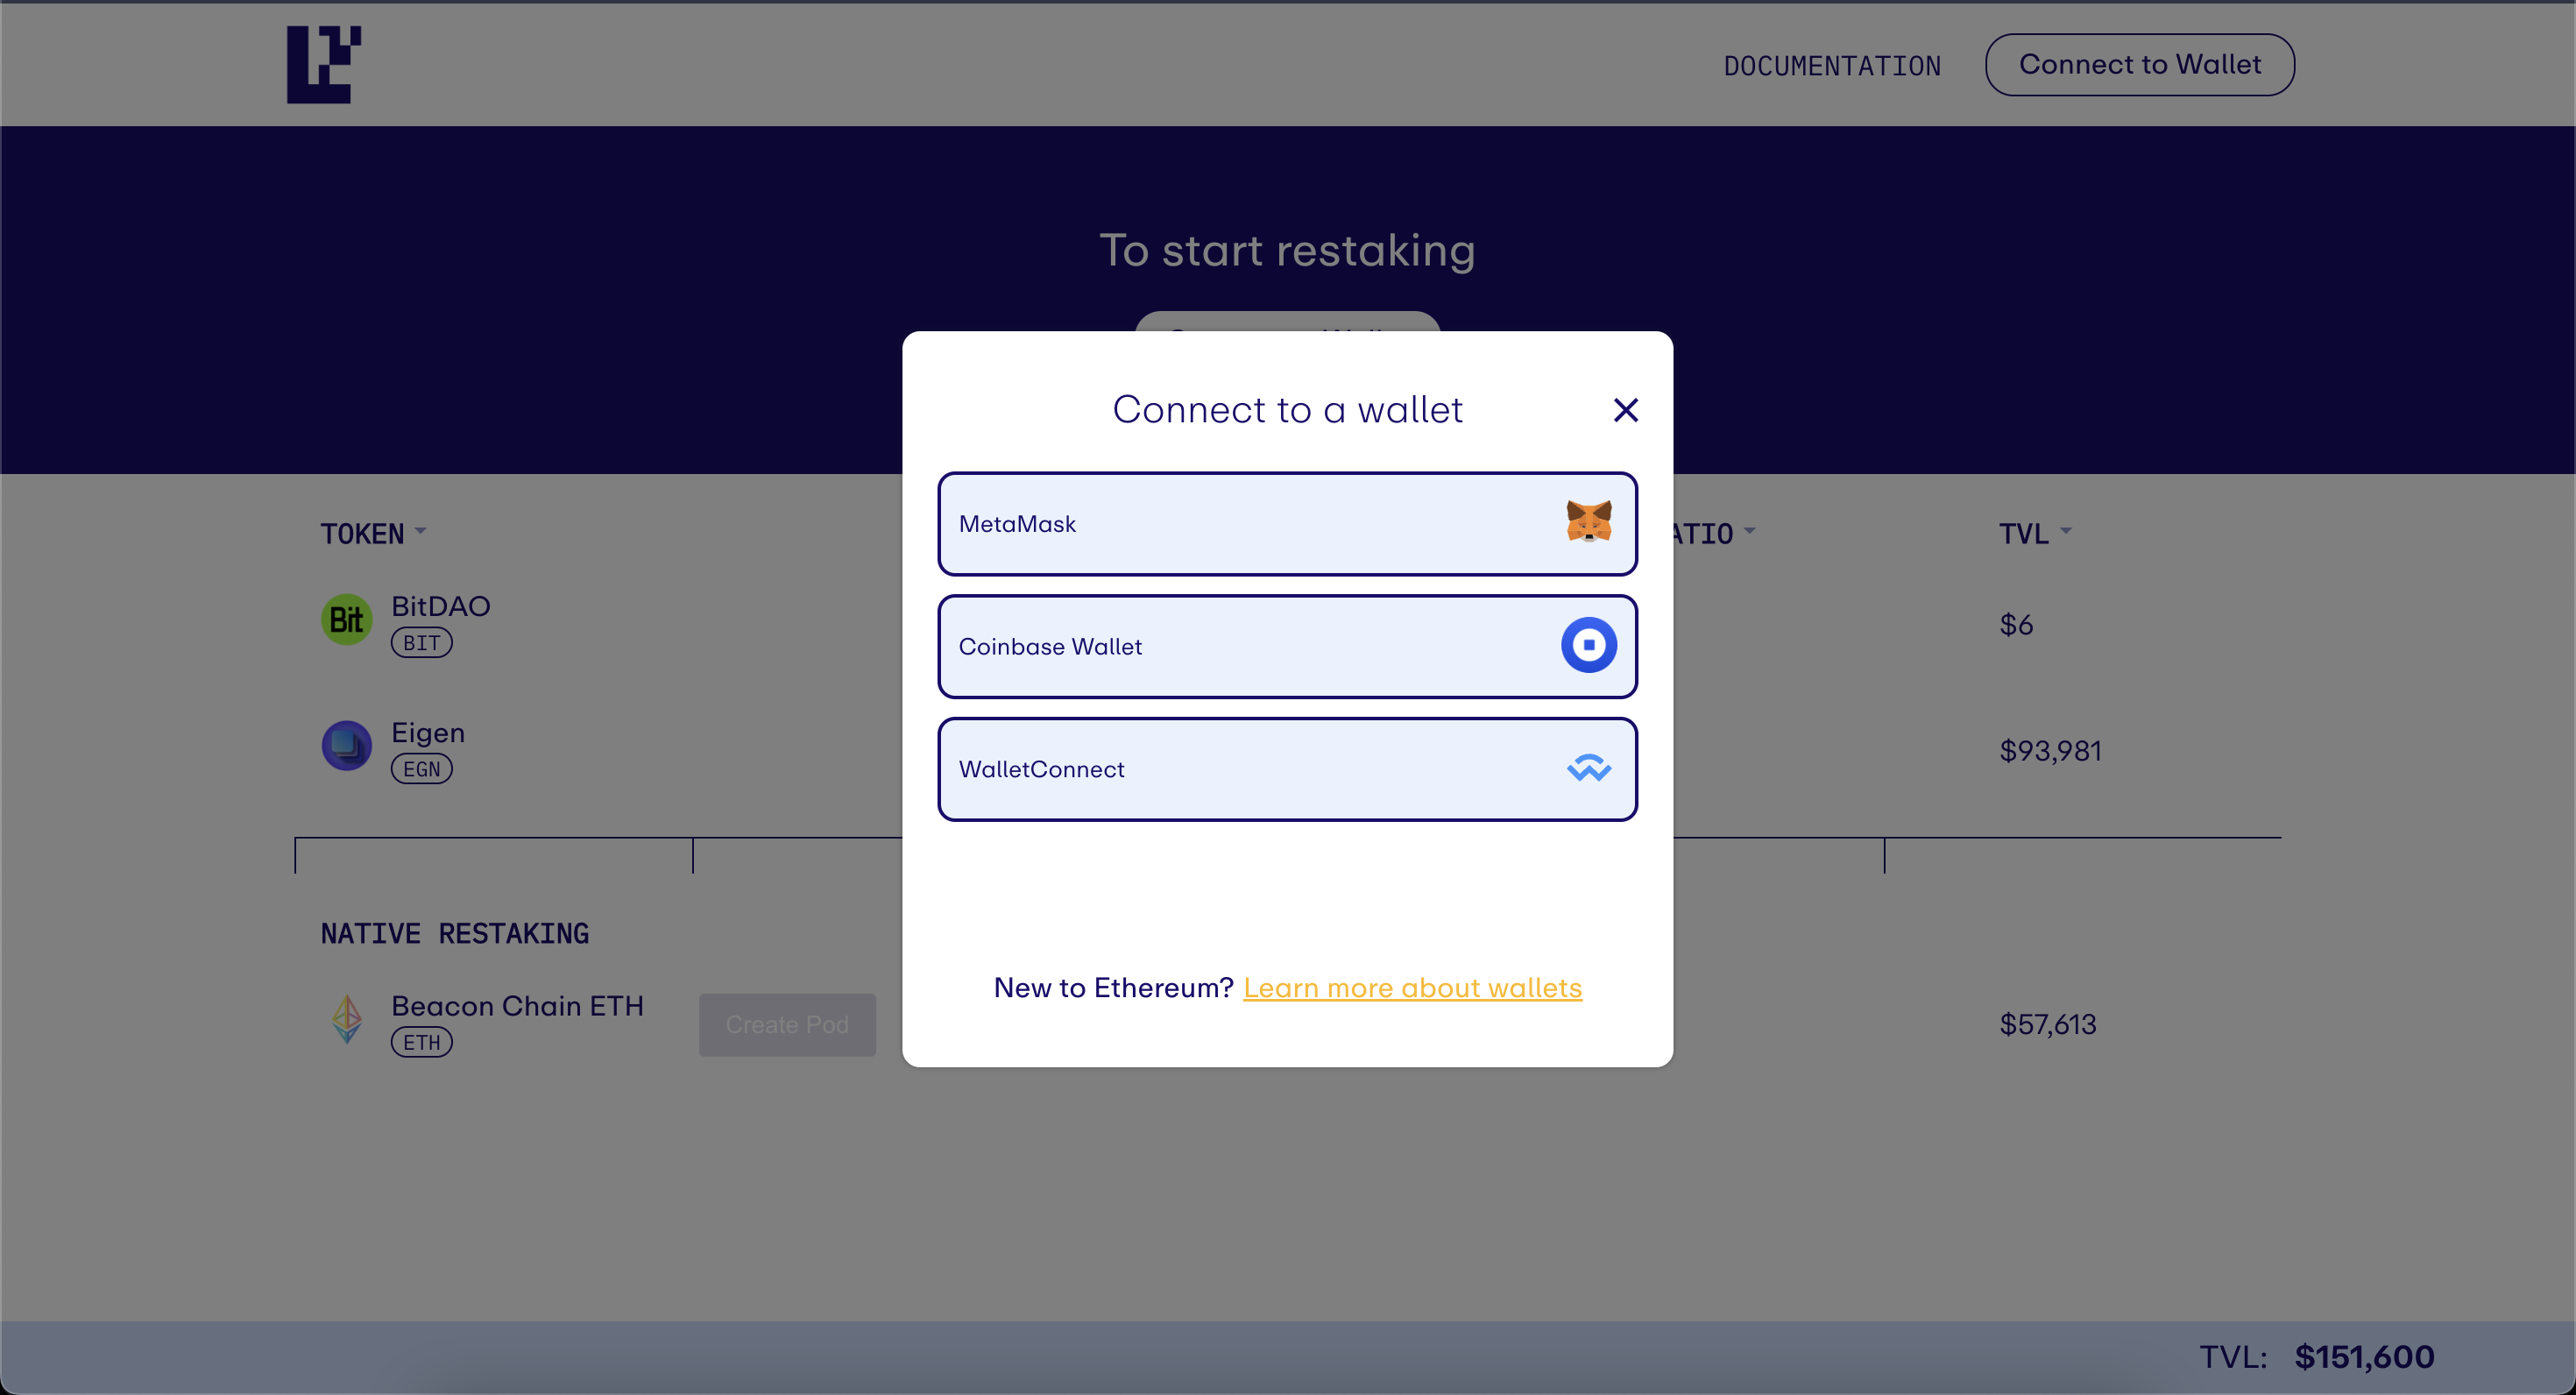 DOCUMENTATION
Connect to Wallet
To start restaking
Connect to a wallet
MetaMask
Coinbase Wallet
WalletConnect
New to Ethereum? Learn more about wallets
TOKEN
TVL
Bit
BitDAO
BIT
$6
Eigen
EGN
$93,981
NATIVE RESTAKING
Beacon Chain ETH
ETH
Create Pod
$57,613
TVL: $151,600